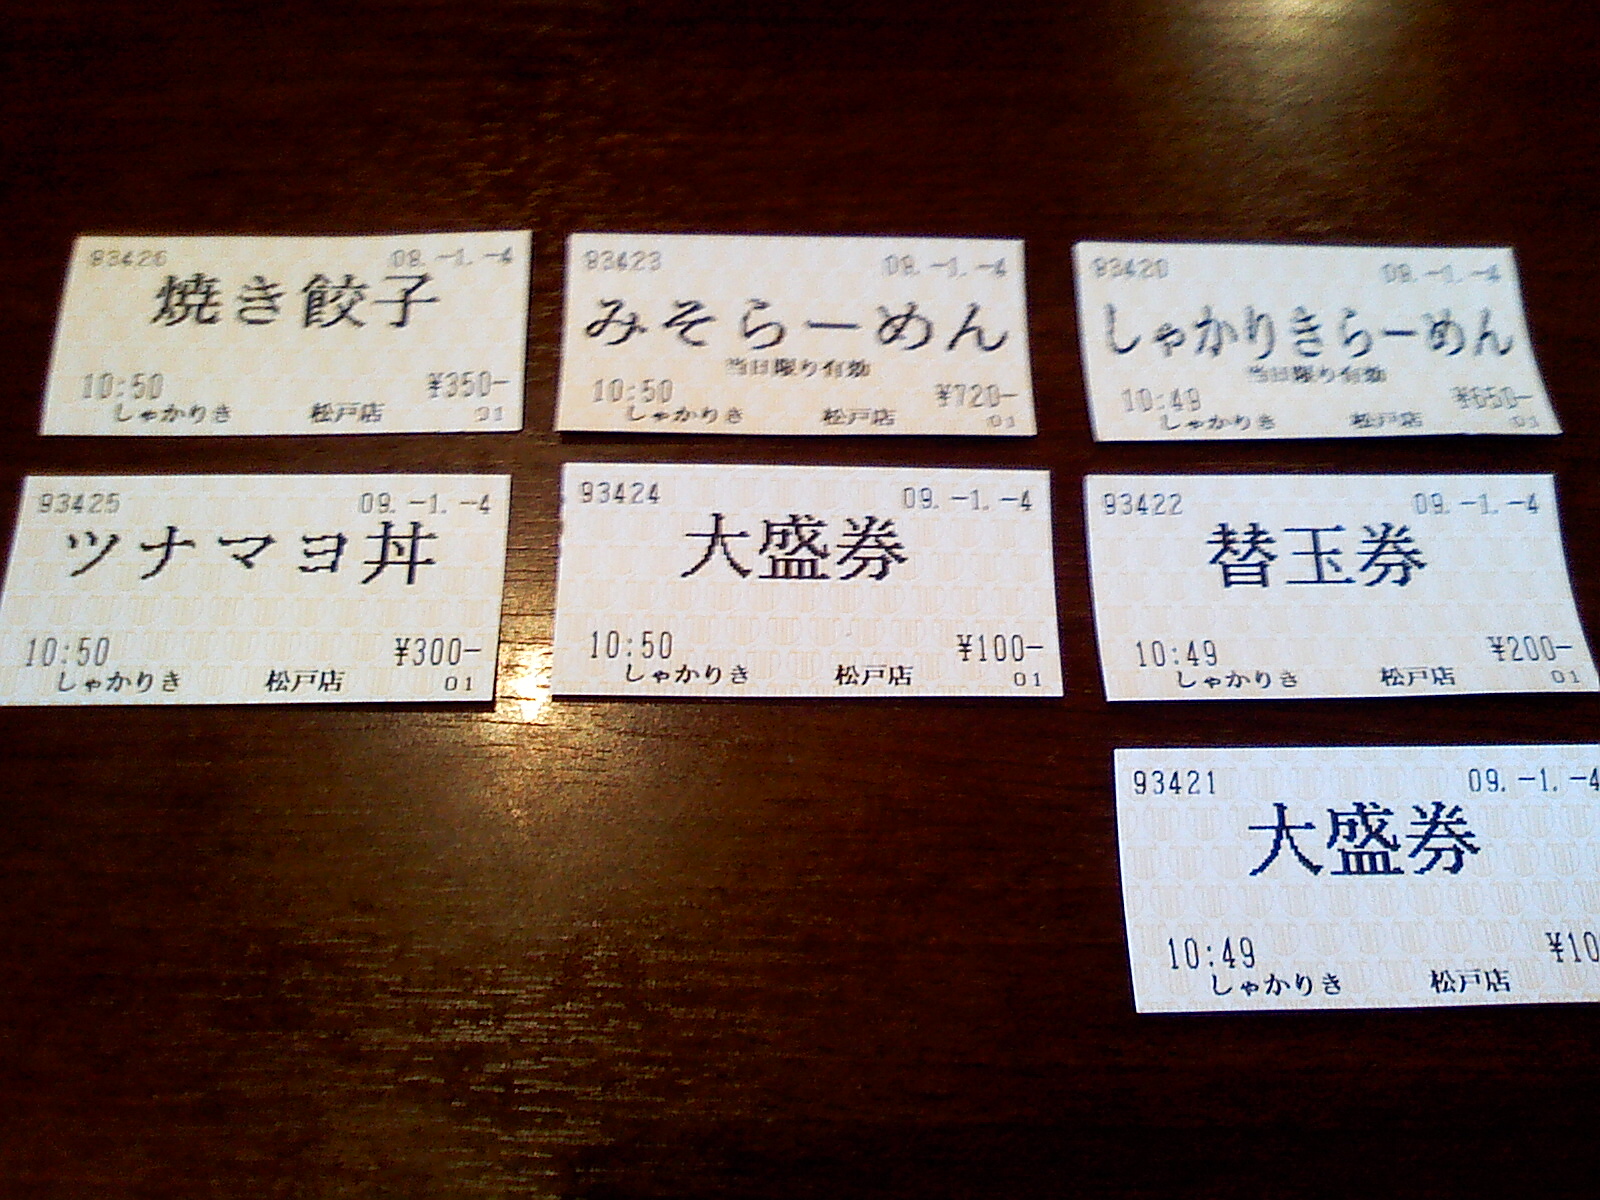 93426 09.-1.-4
焼き餃子
10:50 ¥350-
しゃかりき 松戸店 01
93423 09.-1.-4
みそらーめん
当日限り有効
10:50 ¥720-
しゃかりき 松戸店 01
93420 09.-1.-4
しゃかりきらーめん
当日限り有効
10:49 ¥650-
しゃかりき 松戸店 01
93425 09.-1.-4
ツナマヨ丼
10:50 ¥300-
しゃかりき 松戸店 01
93424 09.-1.-4
大盛券
10:50 ¥100-
しゃかりき 松戸店 01
93422 09.-1.-4
替玉券
10:49 ¥200-
しゃかりき 松戸店 01
93421 09.-1.-4
大盛券
10:49 ¥10
しゃかりき 松戸店